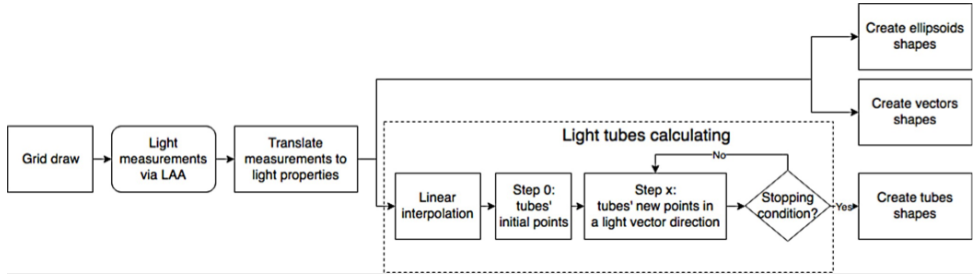 Grid draw
Light
measurements
via LAA
Translate
measurements to
light properties
Create ellipsoids
shapes
Create vectors
shapes
Light tubes calculating
Linear
interpolation
Step 0:
tubes'
initial points
Step x:
tubes' new points in
a light vector direction
No
Stopping
condition?
Yes
Create tubes
shapes